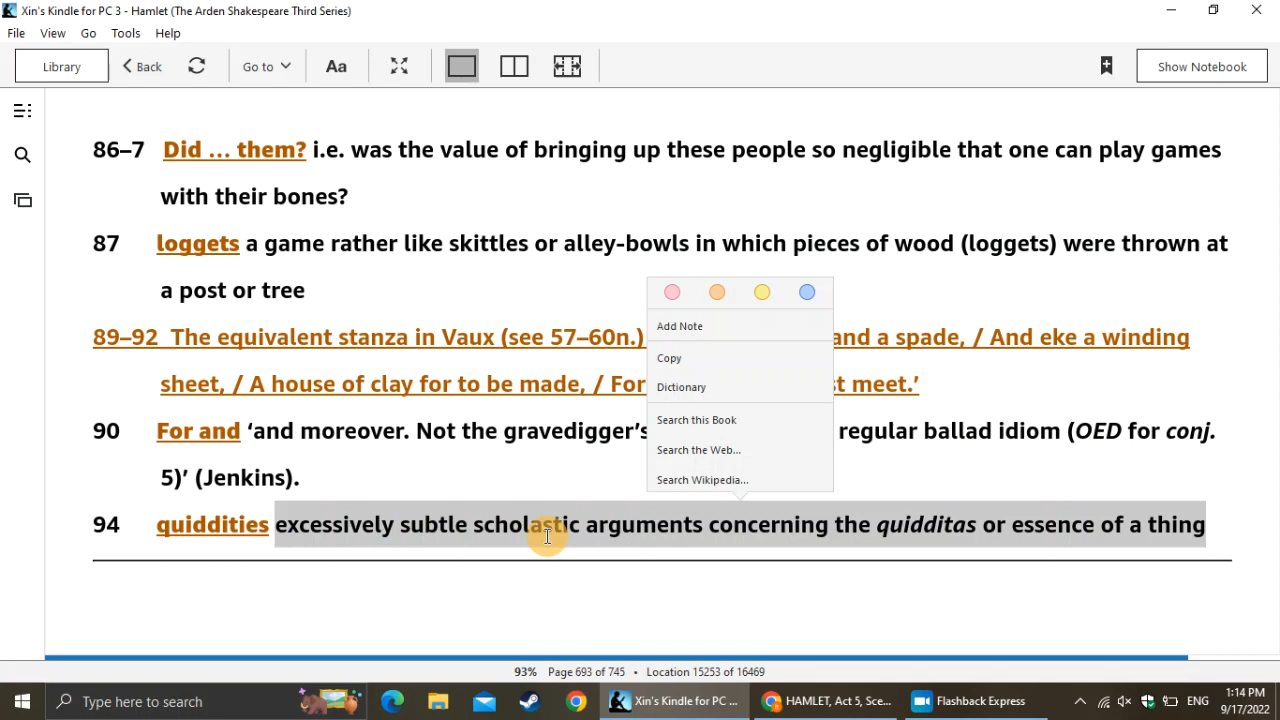 Xin's Kindle for PC 3 - Hamlet (The Arden Shakespeare Third Series)
File View Go Tools Help
Library Back Go to Aa Show Notebook
86–7 Did … them? i.e. was the value of bringing up these people so negligible that one can play games
with their bones?
87 loggets a game rather like skittles or alley-bowls in which pieces of wood (loggets) were thrown at
a post or tree
89–92 The equivalent stanza in Vaux (see 57–60n.) and a spade, / And eke a winding
sheet, / A house of clay for to be made, / For st meet.’
90 For and ‘and moreover. Not the gravedigger’s regular ballad idiom (OED for conj.
5)’ (Jenkins).
94 quiddities excessively subtle scholastic arguments concerning the quidditas or essence of a thing
Add Note
Copy
Dictionary
Search this Book
Search the Web...
Search Wikipedia...
93% Page 693 of 745 • Location 15253 of 16469
Type here to search Xin's Kindle for PC ... HAMLET, Act 5, Sce... Flashback Express ENG 1:14 PM
9/17/2022